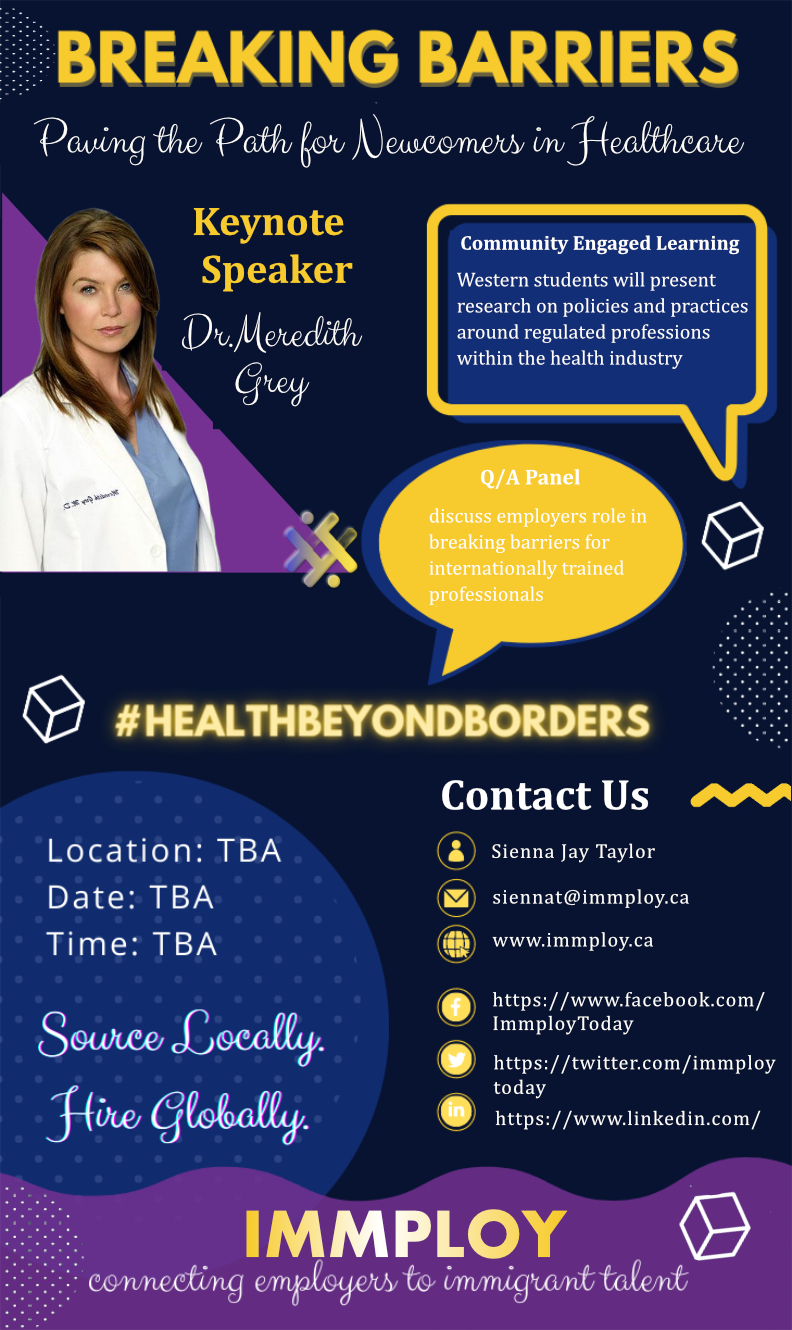 BREAKING BARRIERS
Paving the Path for Newcomers in Healthcare
Keynote
Speaker
Dr.Meredith
Grey
Meredith Grey M.D.
Community Engaged Learning
Western students will present
research on policies and practices
around regulated professions
within the health industry
Q/A Panel
discuss employers role in
breaking barriers for
internationally trained
professionals
#HEALTHBEYONDBORDERS
Location: TBA
Date: TBA
Time: TBA
Source Locally.
Hire Globally.
Contact Us
Sienna Jay Taylor
siennat@immploy.ca
www.immploy.ca
https://www.facebook.com/
ImmployToday
https://twitter.com/immploy
today
https://www.linkedin.com/
IMMPLOY
connecting employers to immigrant talent